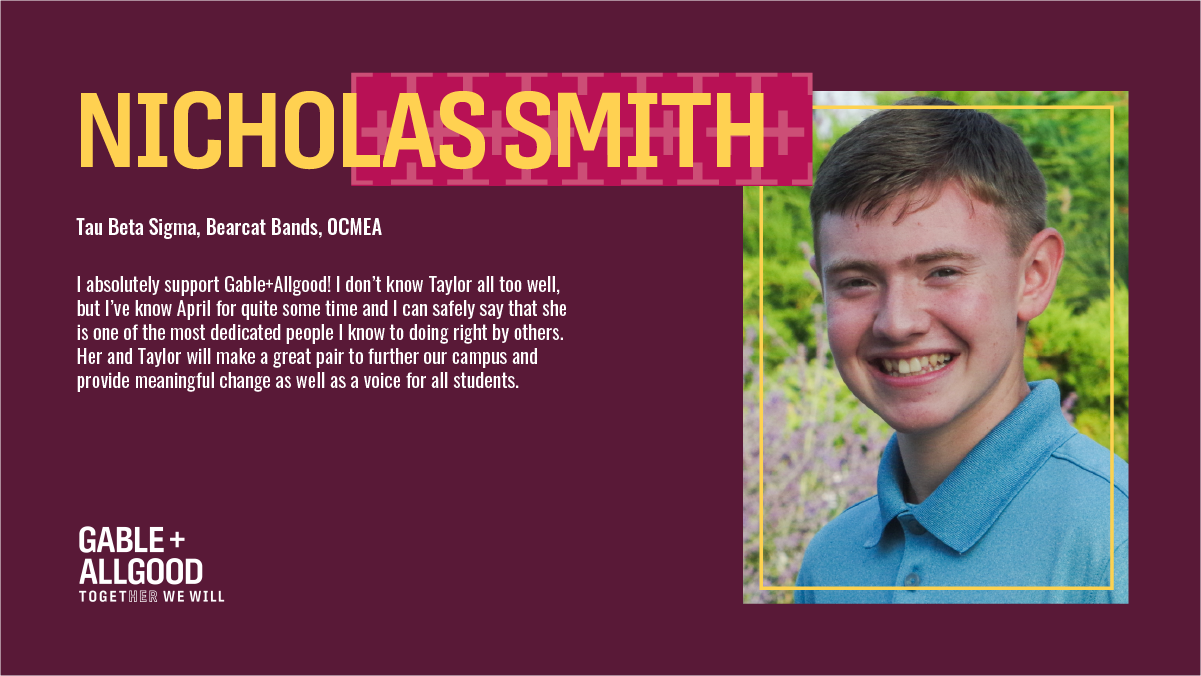 NICHOLAS SMITH
Tau Beta Sigma, Bearcat Bands, OCMEA
I absolutely support Gable+Allgood! I don’t know Taylor all too well,
but I’ve know April for quite some time and I can safely say that she
is one of the most dedicated people I know to doing right by others.
Her and Taylor will make a great pair to further our campus and
provide meaningful change as well as a voice for all students.
GABLE +
ALLGOOD
TOGETHER WE WILL